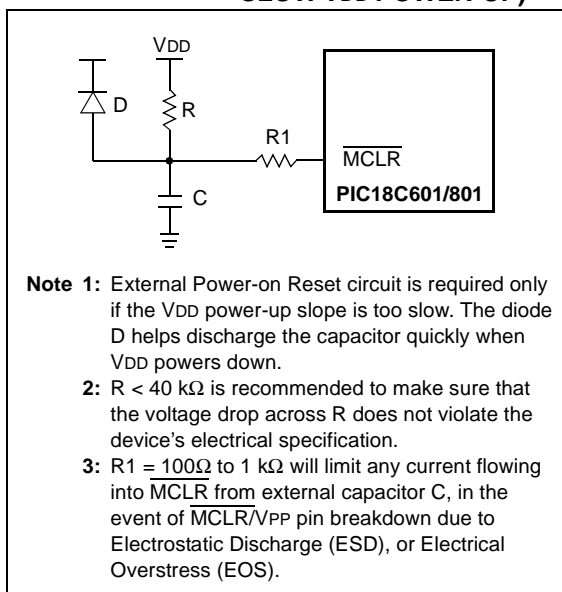 VDD
D
R
R1
MCLR
PIC18C601/801
C
Note 1: External Power-on Reset circuit is required only
if the VDD power-up slope is too slow. The diode
D helps discharge the capacitor quickly when
VDD powers down.
2: R < 40 kΩ is recommended to make sure that
the voltage drop across R does not violate the
device's electrical specification.
3: R1 = 100Ω to 1 kΩ will limit any current flowing
into MCLR from external capacitor C, in the
event of MCLR/VPP pin breakdown due to
Electrostatic Discharge (ESD), or Electrical
Overstress (EOS).